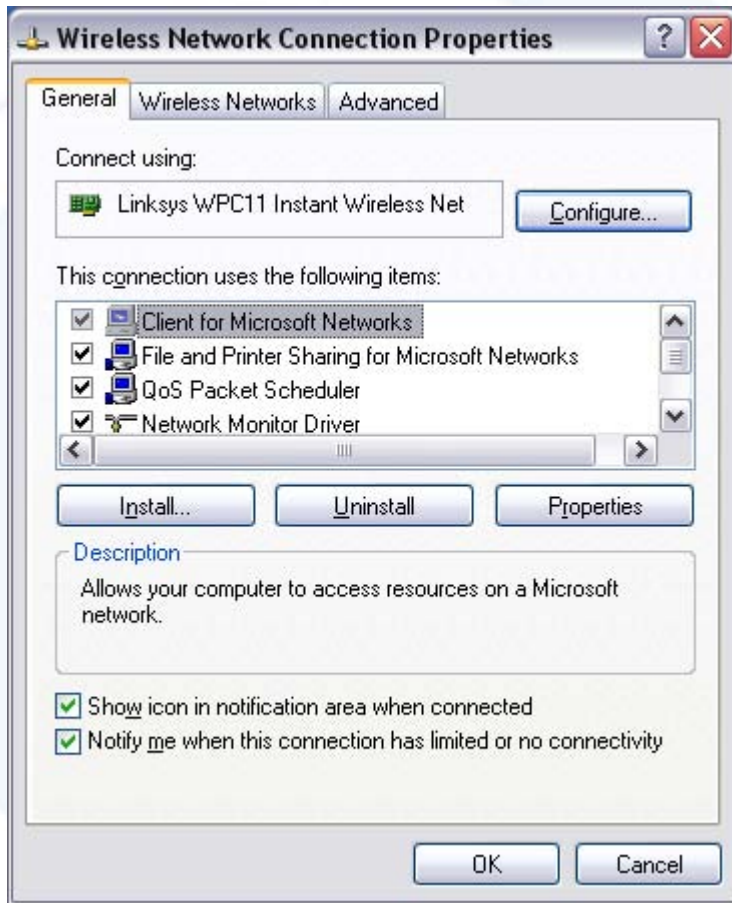 Wireless Network Connection Properties
General Wireless Networks Advanced
Connect using:
Linksys WPC11 Instant Wireless Net Configure...
This connection uses the following items:
Client for Microsoft Networks
File and Printer Sharing for Microsoft Networks
QoS Packet Scheduler
Network Monitor Driver
Install... Uninstall Properties
Description
Allows your computer to access resources on a Microsoft
network.
Show icon in notification area when connected
Notify me when this connection has limited or no connectivity
OK Cancel